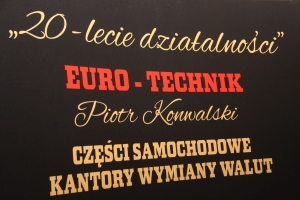 „20-lecie działalności”
EURO - TECHNIK
Piotr Konwalski
CZĘŚCI SAMOCHODOWE
KANTORY WYMIANY WALUT